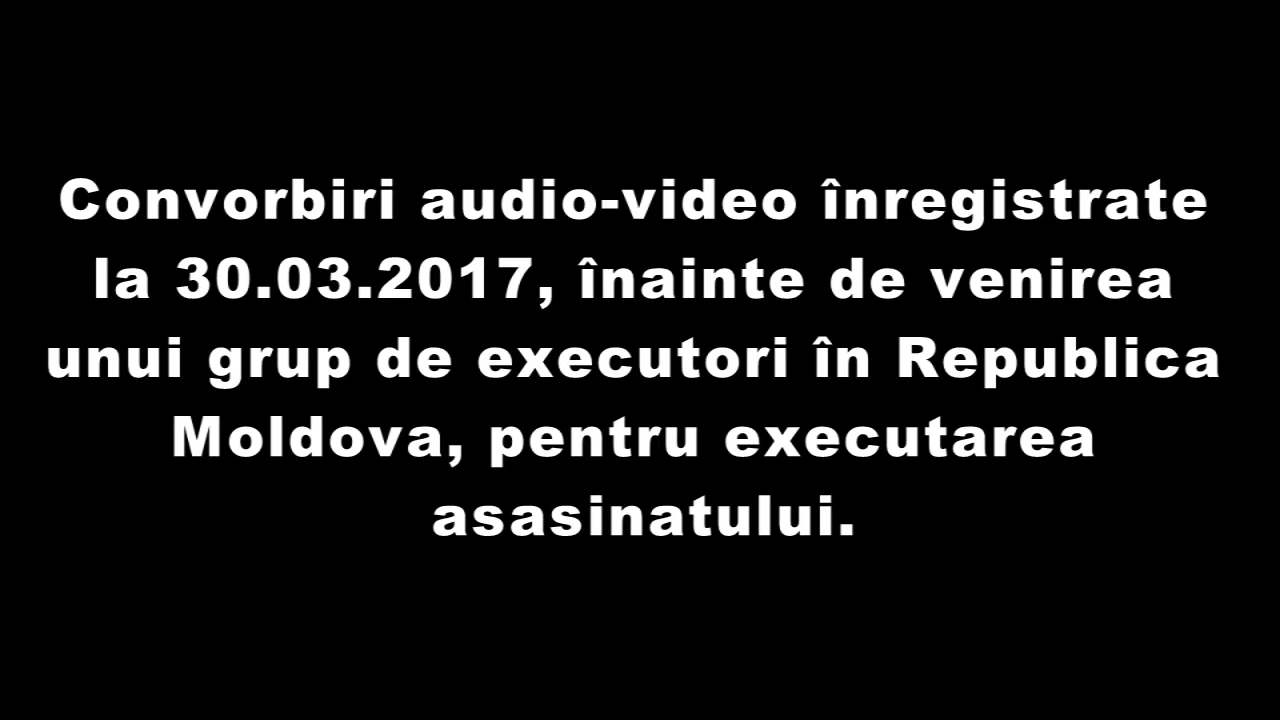 Convorbiri audio-video înregistrate
la 30.03.2017, înainte de venirea
unui grup de executori în Republica
Moldova, pentru executarea
asasinatului.